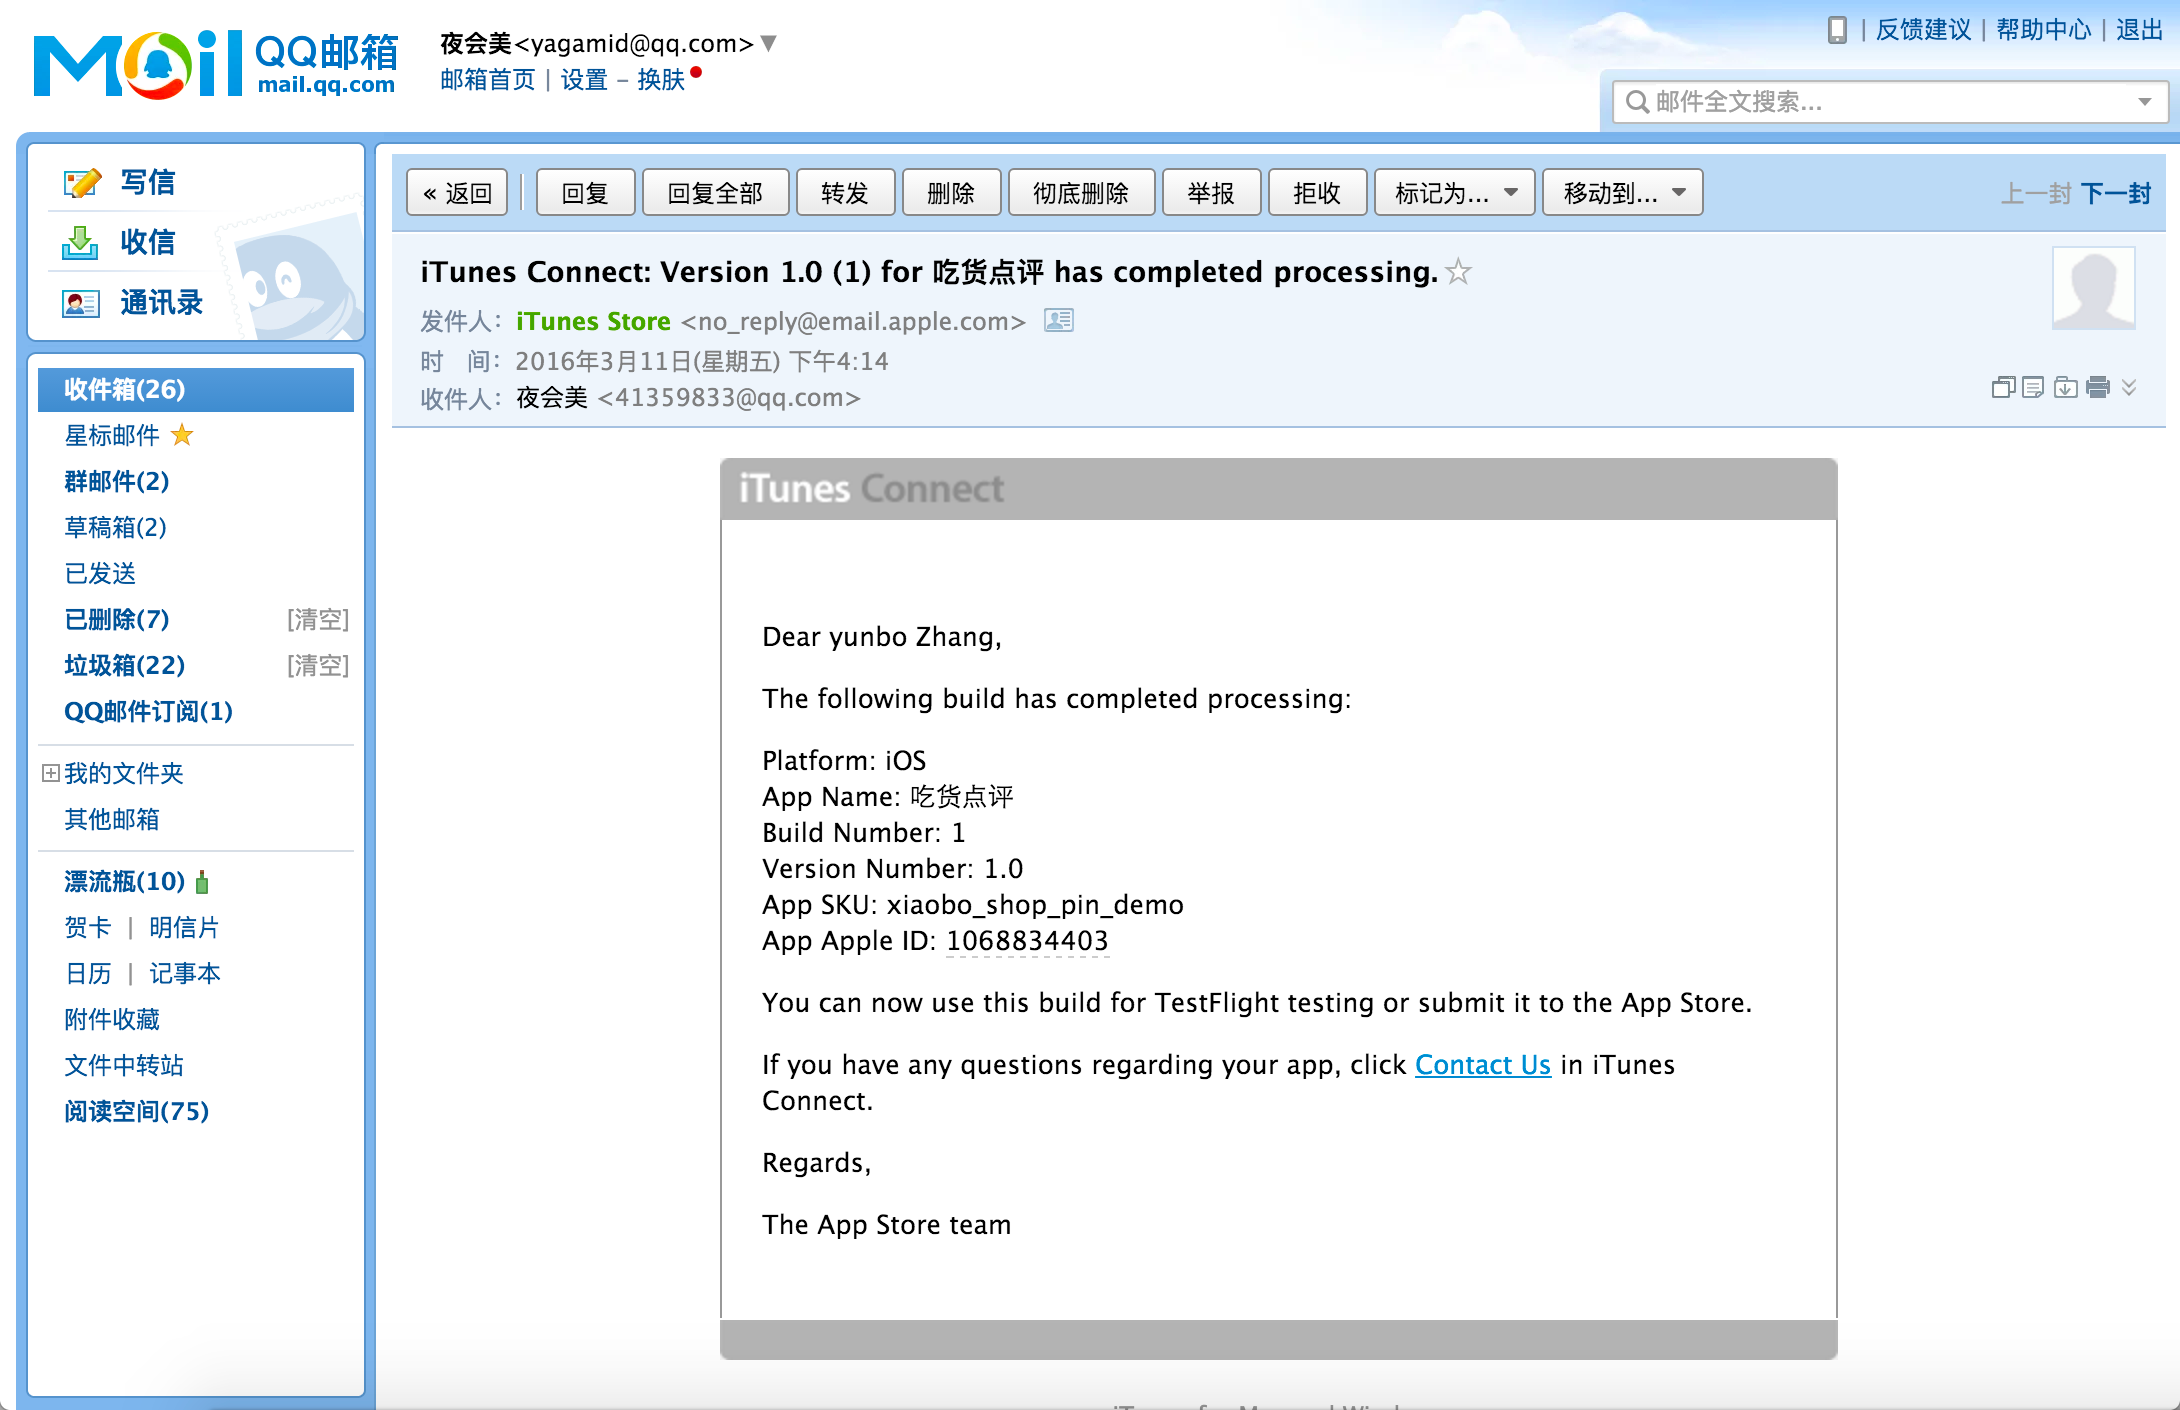 Mail QQ邮箱
mail.qq.com
夜会美<yagamid@qq.com>
邮箱首页 | 设置 - 换肤
| 反馈建议 | 帮助中心 | 退出
邮件全文搜索...
写信
收信
通讯录
收件箱(26)
星标邮件
群邮件(2)
草稿箱(2)
已发送
已删除(7) [清空]
垃圾箱(22) [清空]
QQ邮件订阅(1)
我的文件夹
其他邮箱
漂流瓶(10)
贺卡 | 明信片
日历 | 记事本
附件收藏
文件中转站
阅读空间(75)
« 返回 回复 回复全部 转发 删除 彻底删除 举报 拒收 标记为... 移动到... 上一封 下一封
iTunes Connect: Version 1.0 (1) for 吃货点评 has completed processing.
发件人： iTunes Store <no_reply@email.apple.com>
时 间： 2016年3月11日(星期五) 下午4:14
收件人： 夜会美 <41359833@qq.com>
iTunes Connect
Dear yunbo Zhang,
The following build has completed processing:
Platform: iOS
App Name: 吃货点评
Build Number: 1
Version Number: 1.0
App SKU: xiaobo_shop_pin_demo
App Apple ID: 1068834403
You can now use this build for TestFlight testing or submit it to the App Store.
If you have any questions regarding your app, click Contact Us in iTunes
Connect.
Regards,
The App Store team